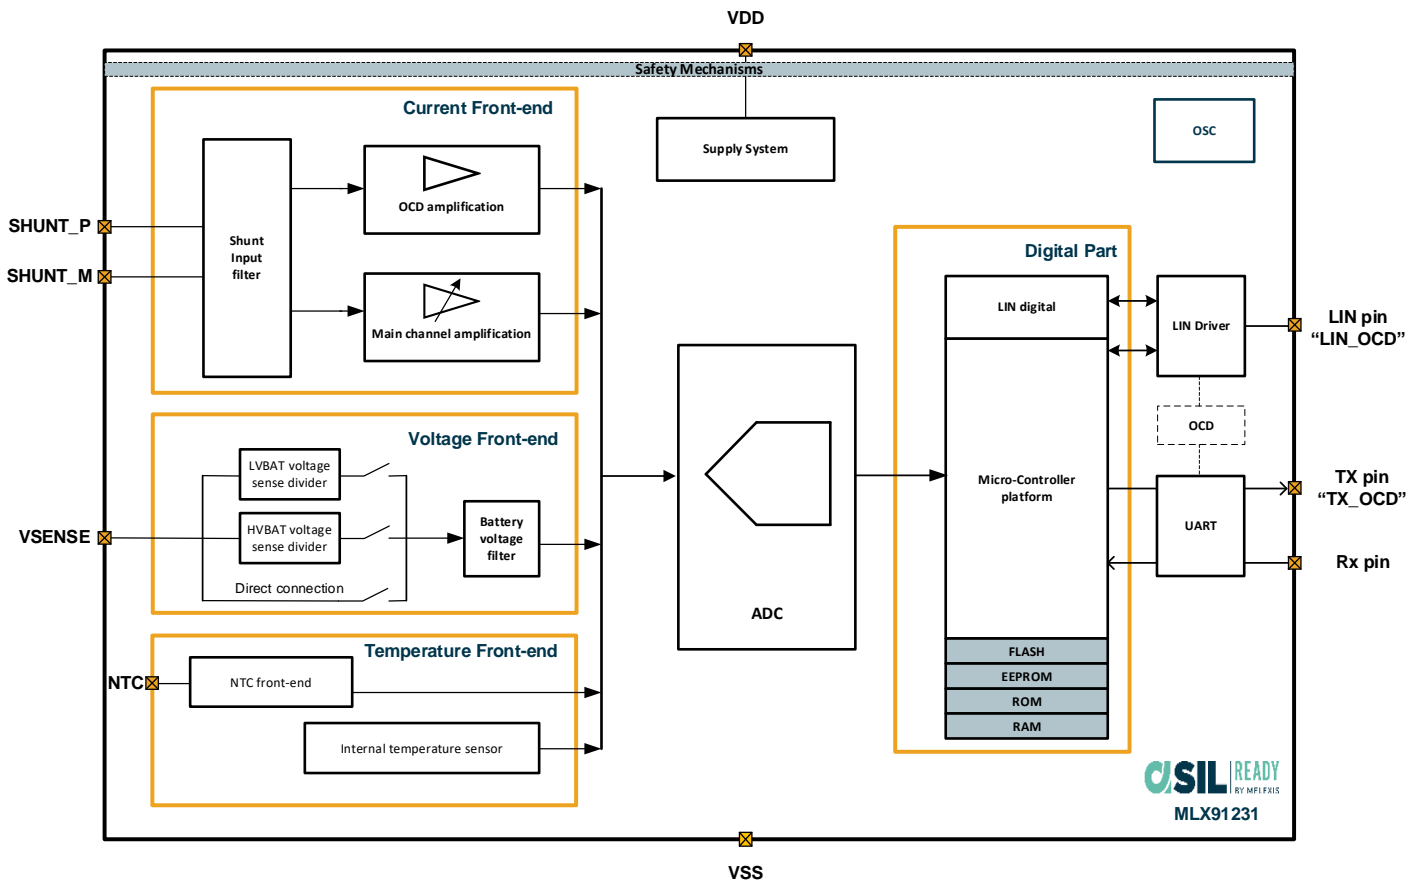 VDD
Safety Mechanisms
Current Front-end
OSC
Supply System
OCD amplification
SHUNT_P
SHUNT_M
Shunt
Input
filter
Main channel amplification
Digital Part
LIN digital
LIN Driver
LIN pin
“LIN_OCD”
OCD
Voltage Front-end
LVBAT voltage
sense divider
HVBAT voltage
sense divider
Direct connection
VSENSE
Battery
voltage
filter
ADC
Micro-Controller
platform
UART
TX pin
“TX_OCD”
Rx pin
Temperature Front-end
NTC
NTC front-end
Internal temperature sensor
FLASH
EEPROM
ROM
RAM
ASIL READY
BY MELEXIS
MLX91231
VSS